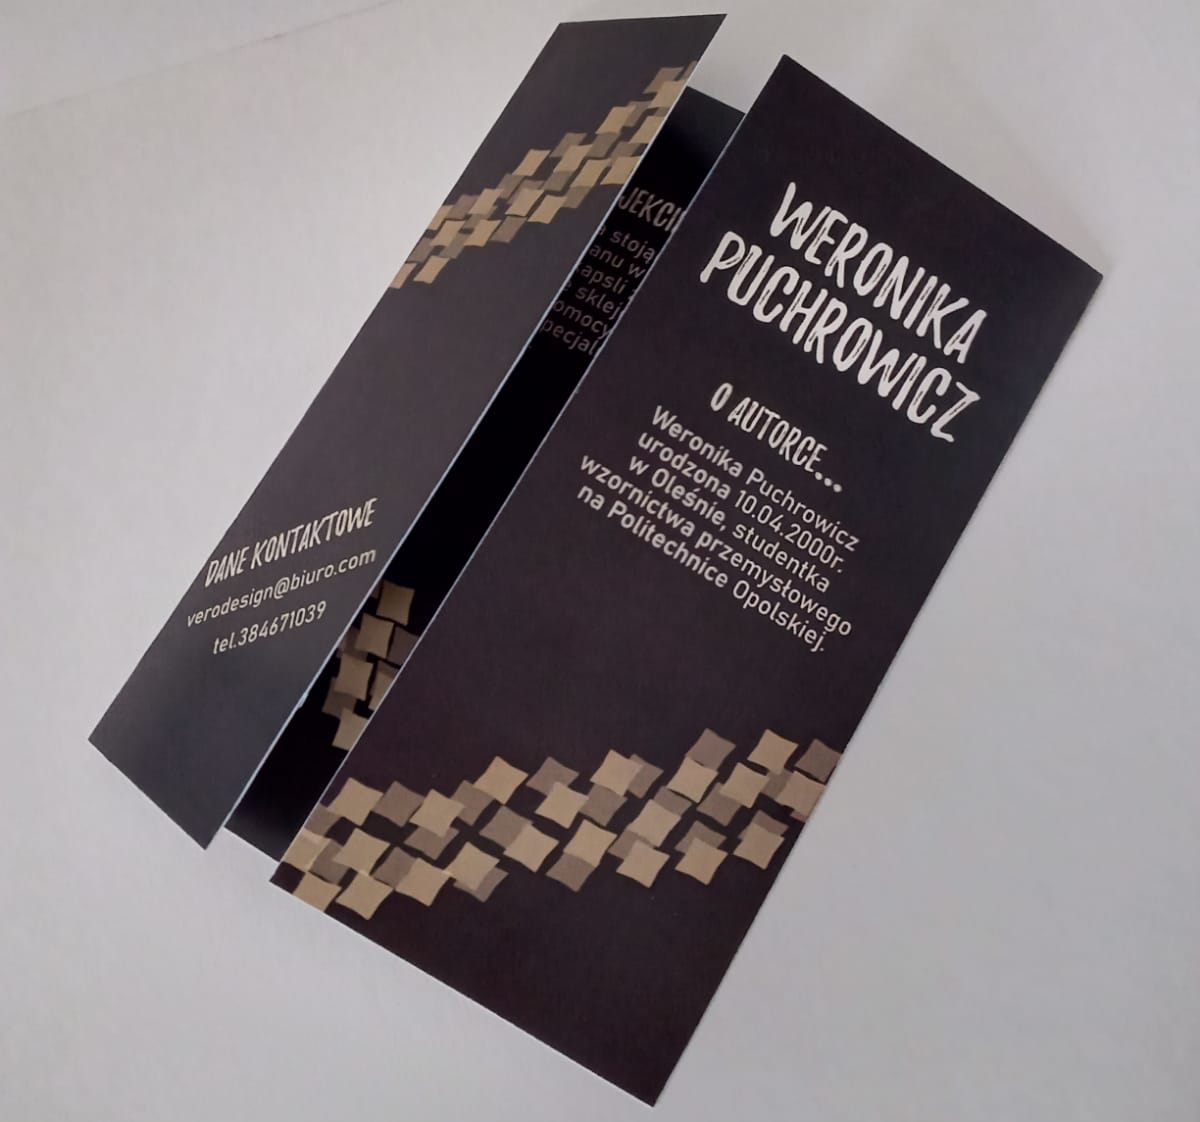 DANE KONTAKTOWE
verodesign@biuro.com
tel.384671039
WERONIKA
PUCHROWICZ
O AUTORCE...
Weronika Puchrowicz
urodzona 10.04.2000r.
w Oleśnie, studentka
wzornictwa przemysłowego
na Politechnice Opolskiej.